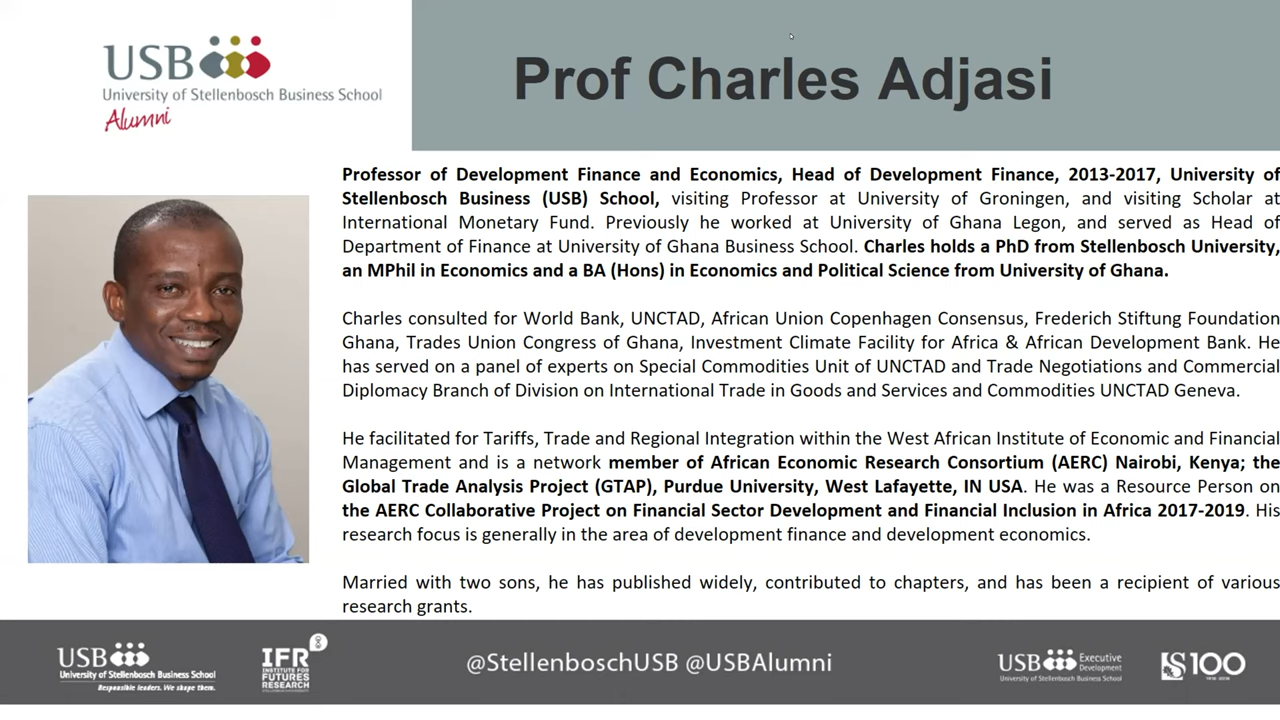 USB
University of Stellenbosch Business School
Alumni
Prof Charles Adjasi
Professor of Development Finance and Economics, Head of Development Finance, 2013-2017, University of
Stellenbosch Business (USB) School, visiting Professor at University of Groningen, and visiting Scholar at
International Monetary Fund. Previously he worked at University of Ghana Legon, and served as Head of
Department of Finance at University of Ghana Business School. Charles holds a PhD from Stellenbosch University,
an MPhil in Economics and a BA (Hons) in Economics and Political Science from University of Ghana.
Charles consulted for World Bank, UNCTAD, African Union Copenhagen Consensus, Frederich Stiftung Foundation
Ghana, Trades Union Congress of Ghana, Investment Climate Facility for Africa & African Development Bank. He
has served on a panel of experts on Special Commodities Unit of UNCTAD and Trade Negotiations and Commercial
Diplomacy Branch of Division on International Trade in Goods and Services and Commodities UNCTAD Geneva.
He facilitated for Tariffs, Trade and Regional Integration within the West African Institute of Economic and Financial
Management and is a network member of African Economic Research Consortium (AERC) Nairobi, Kenya; the
Global Trade Analysis Project (GTAP), Purdue University, West Lafayette, IN USA. He was a Resource Person on
the AERC Collaborative Project on Financial Sector Development and Financial Inclusion in Africa 2017-2019. His
research focus is generally in the area of development finance and development economics.
Married with two sons, he has published widely, contributed to chapters, and has been a recipient of various
research grants.
USB
University of Stellenbosch Business School
Responsible leaders. We shape them.
IFR
INSTITUTE FOR
FUTURES
RESEARCH
@StellenboschUSB @USBAlumni
USB Executive
Development
University of Stellenbosch Business School
S100